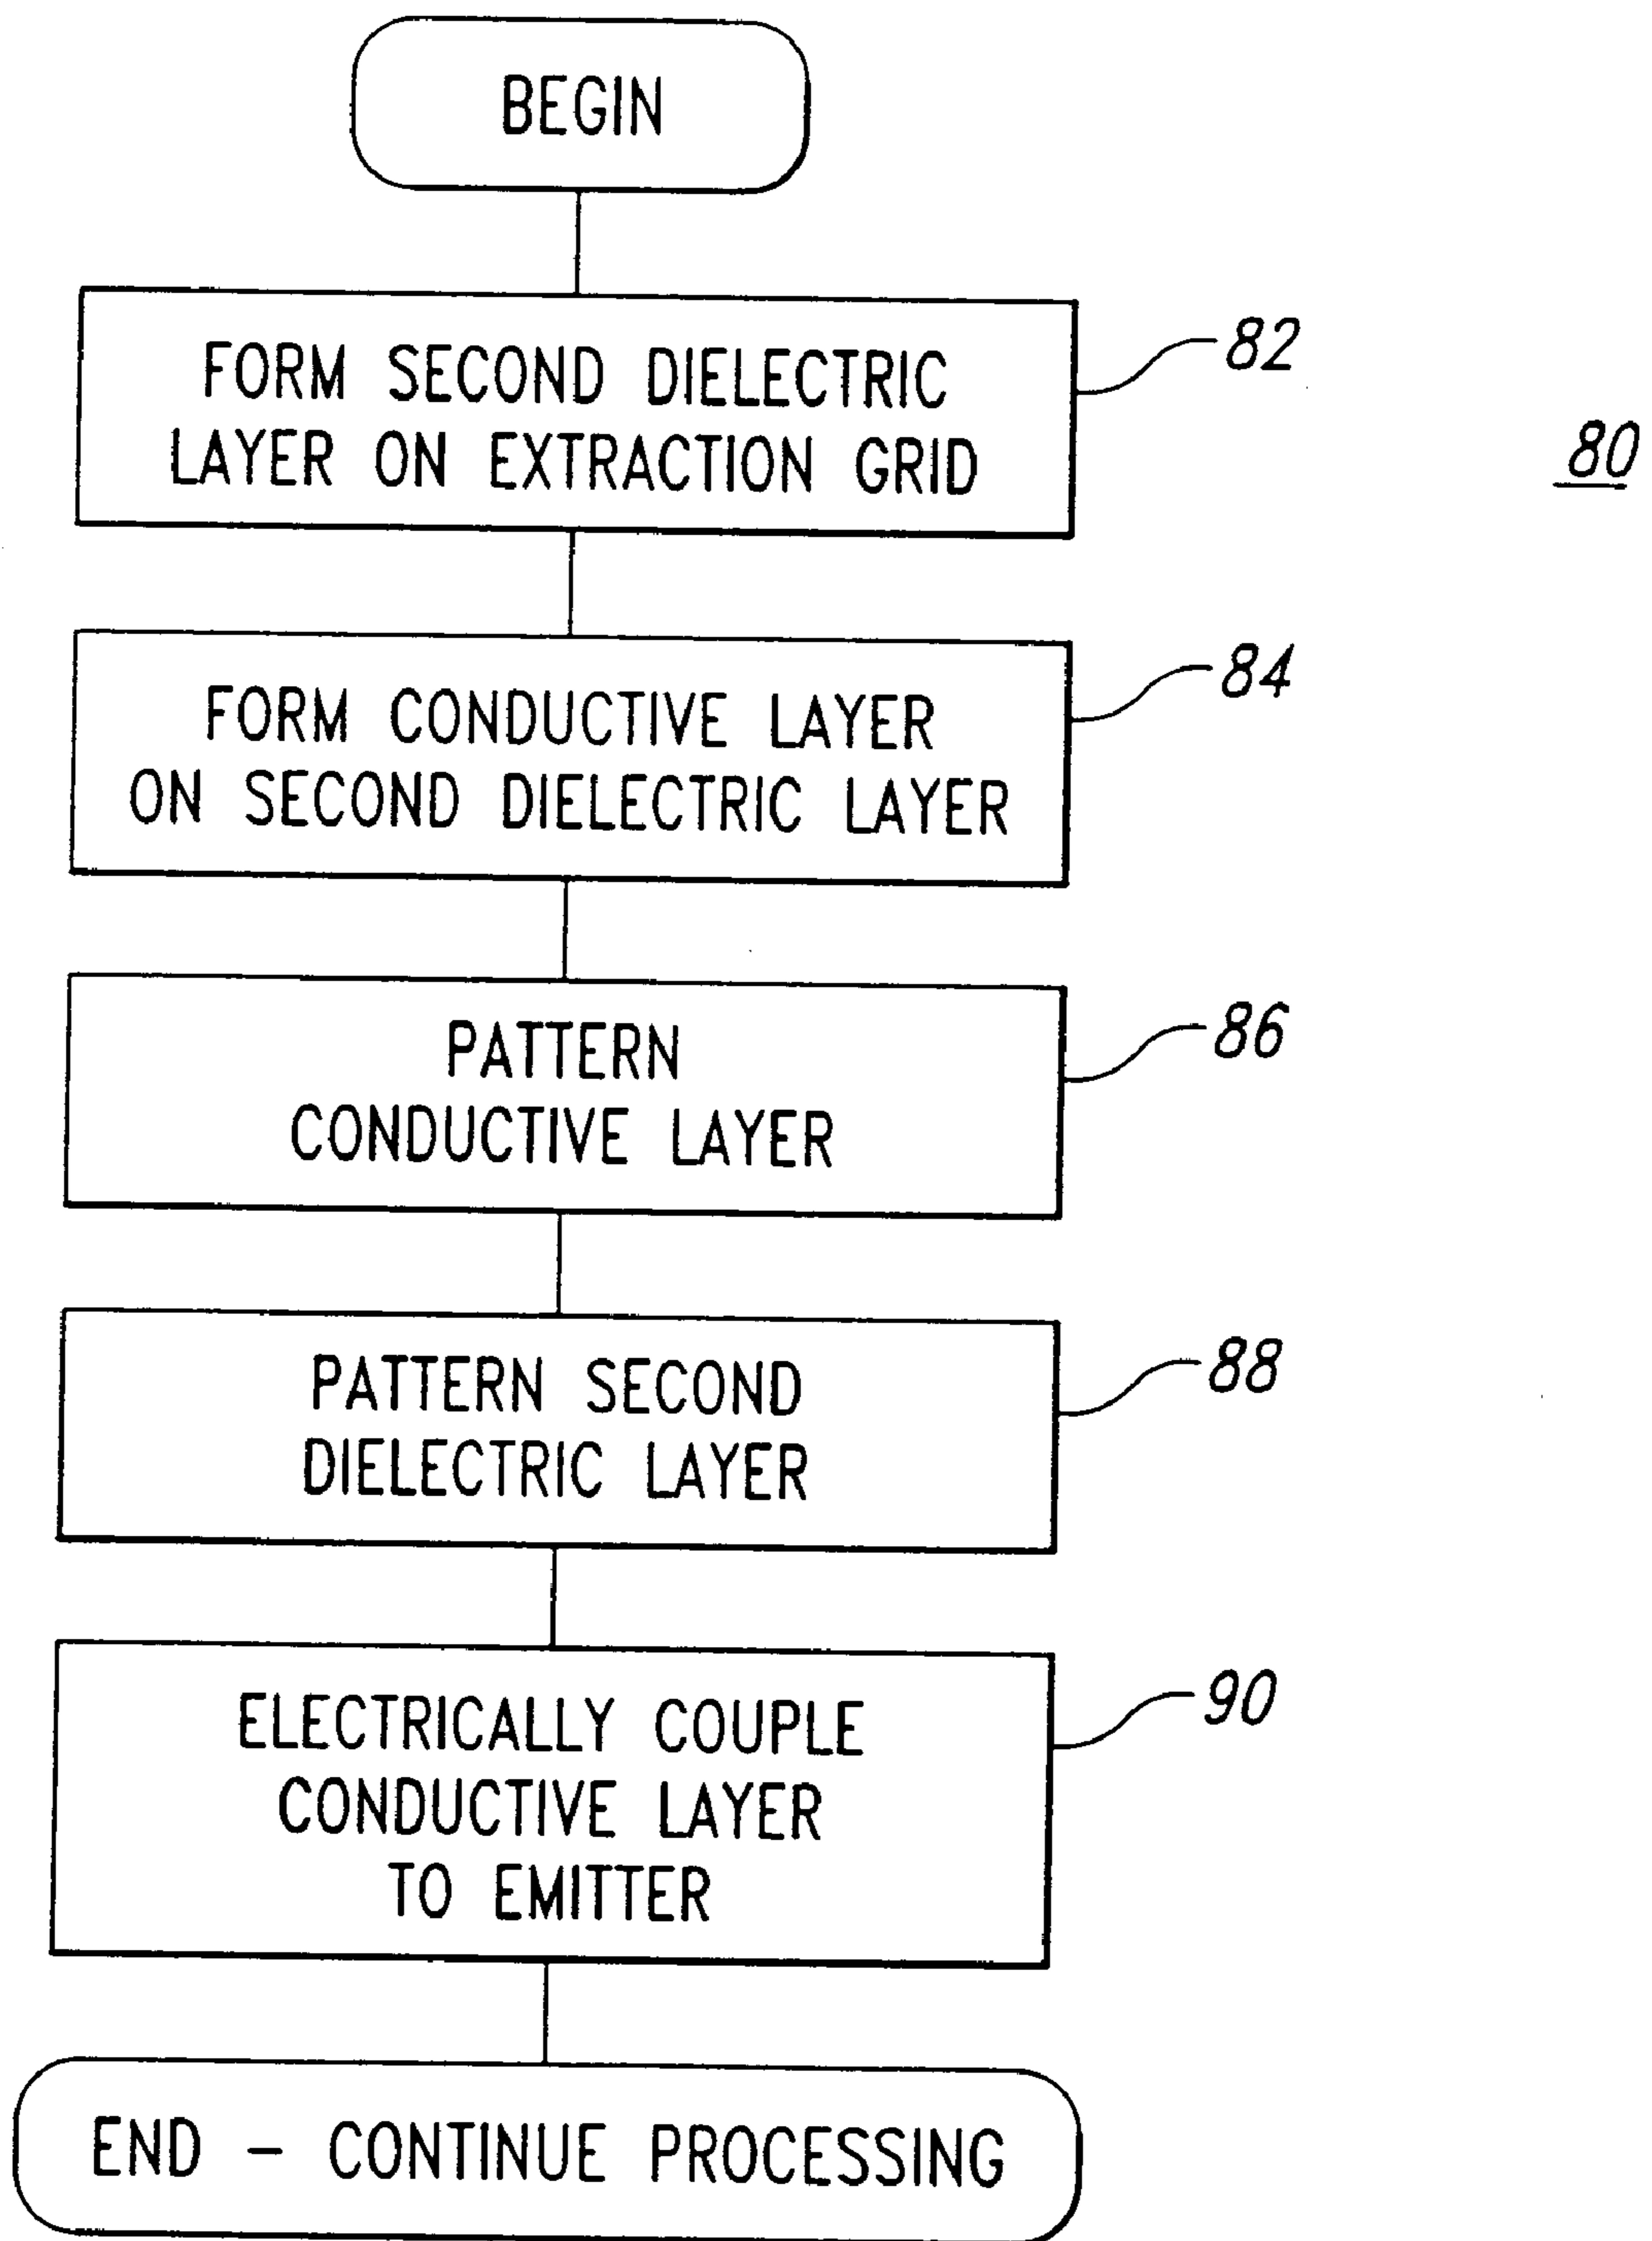 BEGIN
FORM SECOND DIELECTRIC
LAYER ON EXTRACTION GRID
82
80
FORM CONDUCTIVE LAYER
ON SECOND DIELECTRIC LAYER
84
PATTERN
CONDUCTIVE LAYER
86
PATTERN SECOND
DIELECTRIC LAYER
88
ELECTRICALLY COUPLE
CONDUCTIVE LAYER
TO EMITTER
90
END – CONTINUE PROCESSING